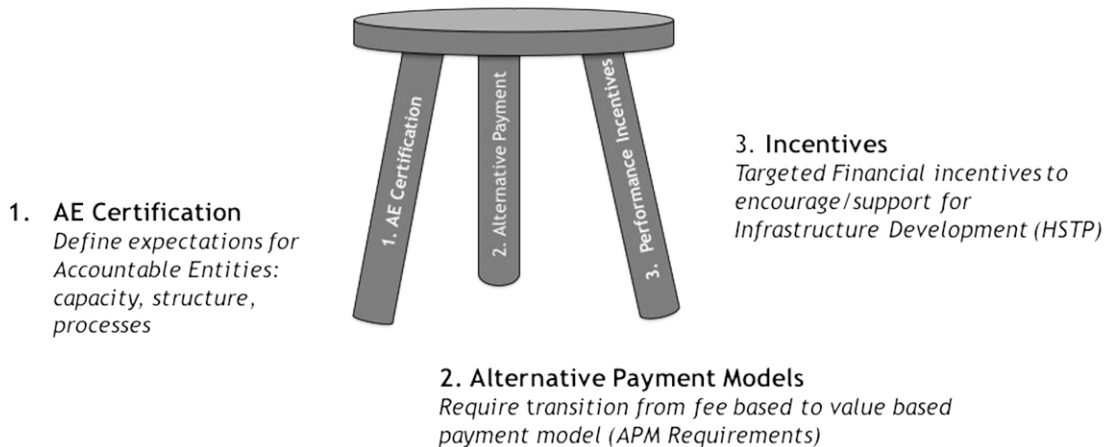 1. AE Certification
2. Alternative Payment
3. Performance Incentives
1. AE Certification
Define expectations for
Accountable Entities:
capacity, structure,
processes
3. Incentives
Targeted Financial incentives to
encourage/support for
Infrastructure Development (HSTP)
2. Alternative Payment Models
Require transition from fee based to value based
payment model (APM Requirements)